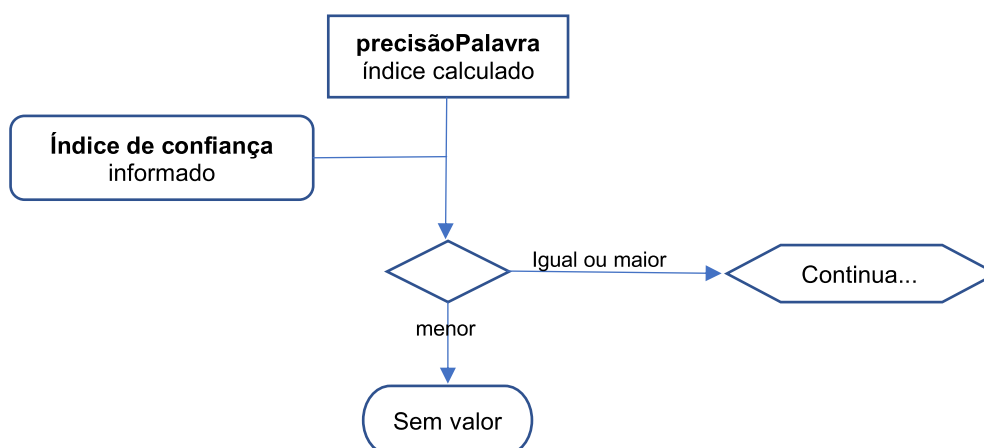 precisãoPalavra
índice calculado
Índice de confiança
informado
Igual ou maior
Continua...
menor
Sem valor